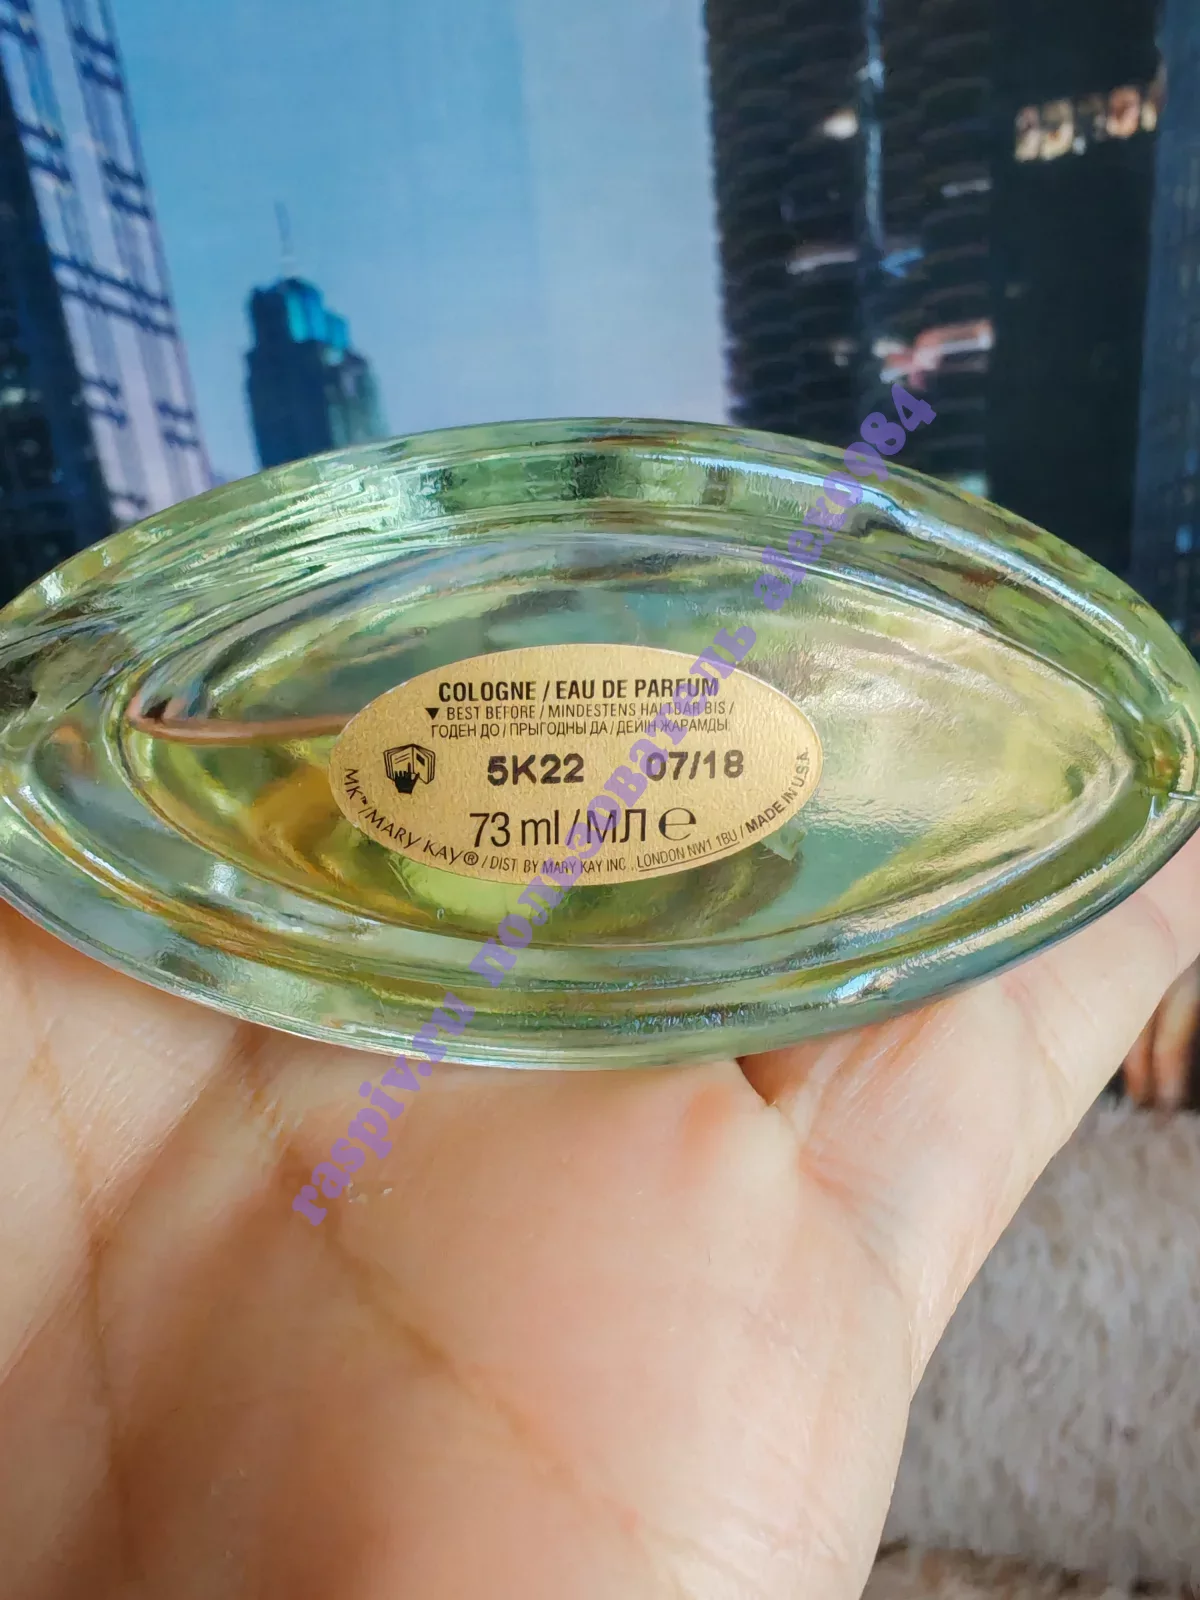 COLOGNE / EAU DE PARFUM
▼ BEST BEFORE / MINDESTENS HALTBAR BIS /
ГОДЕН ДО / ПРЫГОДНЫ ДА / ДЕЙІН ЖАРАМДЫ.
5K22 07/18
73 ml / МЛ ℮
MK™ / MARY KAY® / DIST. BY MARY KAY INC., LONDON NW1 1BU / MADE IN U.S.A.
raspiv.ru пользователь alexo984